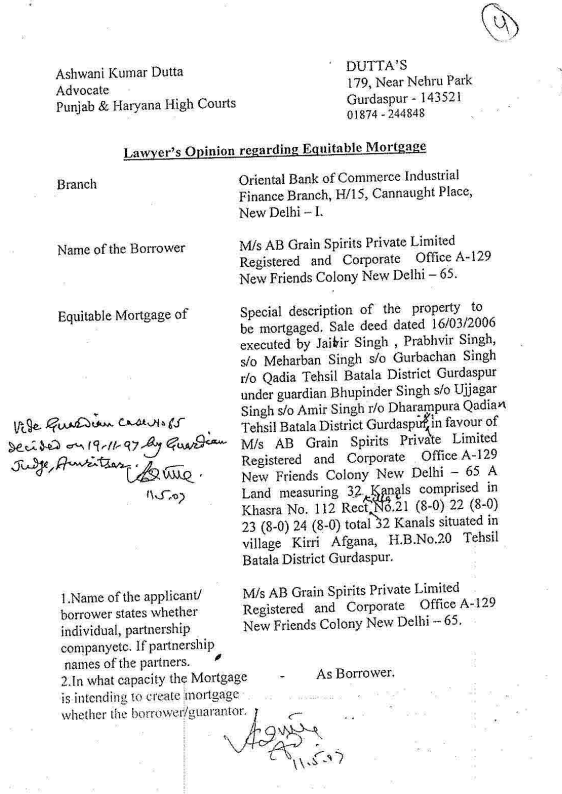 4
Ashwani Kumar Dutta
Advocate
Punjab & Haryana High Courts
DUTTA'S
179, Near Nehru Park
Gurdaspur - 143521
01874 - 244848
Lawyer's Opinion regarding Equitable Mortgage
Branch
Oriental Bank of Commerce Industrial
Finance Branch, H/15, Cannaught Place,
New Delhi – I.
Name of the Borrower
M/s AB Grain Spirits Private Limited
Registered and Corporate Office A-129
New Friends Colony New Delhi – 65.
Equitable Mortgage of
Special description of the property to
be mortgaged. Sale deed dated 16/03/2006
executed by Jaibir Singh , Prabhvir Singh,
s/o Meharban Singh s/o Gurbachan Singh
r/o Qadia Tehsil Batala District Gurdaspur
under guardian Bhupinder Singh s/o Ujjagar
Singh s/o Amir Singh r/o Dharampura Qadian
Tehsil Batala District Gurdaspur in favour of
M/s AB Grain Spirits Private Limited
Registered and Corporate Office A-129
New Friends Colony New Delhi – 65 A
Land measuring 32 Kanals comprised in
Khasra No. 112 Rect Killa No.21 (8-0) 22 (8-0)
23 (8-0) 24 (8-0) total 32 Kanals situated in
village Kirri Afgana, H.B.No.20 Tehsil
Batala District Gurdaspur.
Vide Guardian Case No 65
decided on 19-11-97 by Guardian
Judge, Amritsar.
11.5.07
1.Name of the applicant/
borrower states whether
individual, partnership
companyetc. If partnership
names of the partners.
M/s AB Grain Spirits Private Limited
Registered and Corporate Office A-129
New Friends Colony New Delhi – 65.
2.In what capacity the Mortgage
is intending to create mortgage
whether the borrower/guarantor.
- As Borrower.
11.5.07